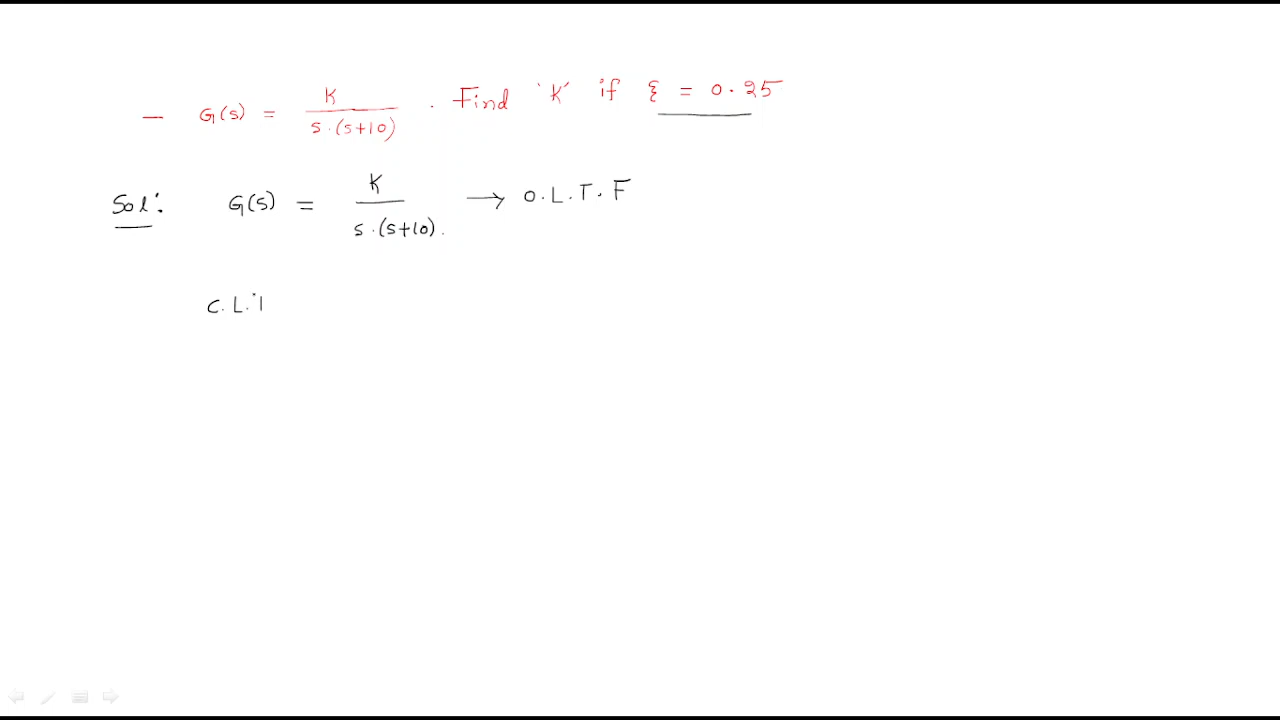 — G(s) = K / s.(s+10) . Find 'K' if ξ = 0.25
Sol: G(s) = K / s.(s+10). → O.L.T.F
C.L.